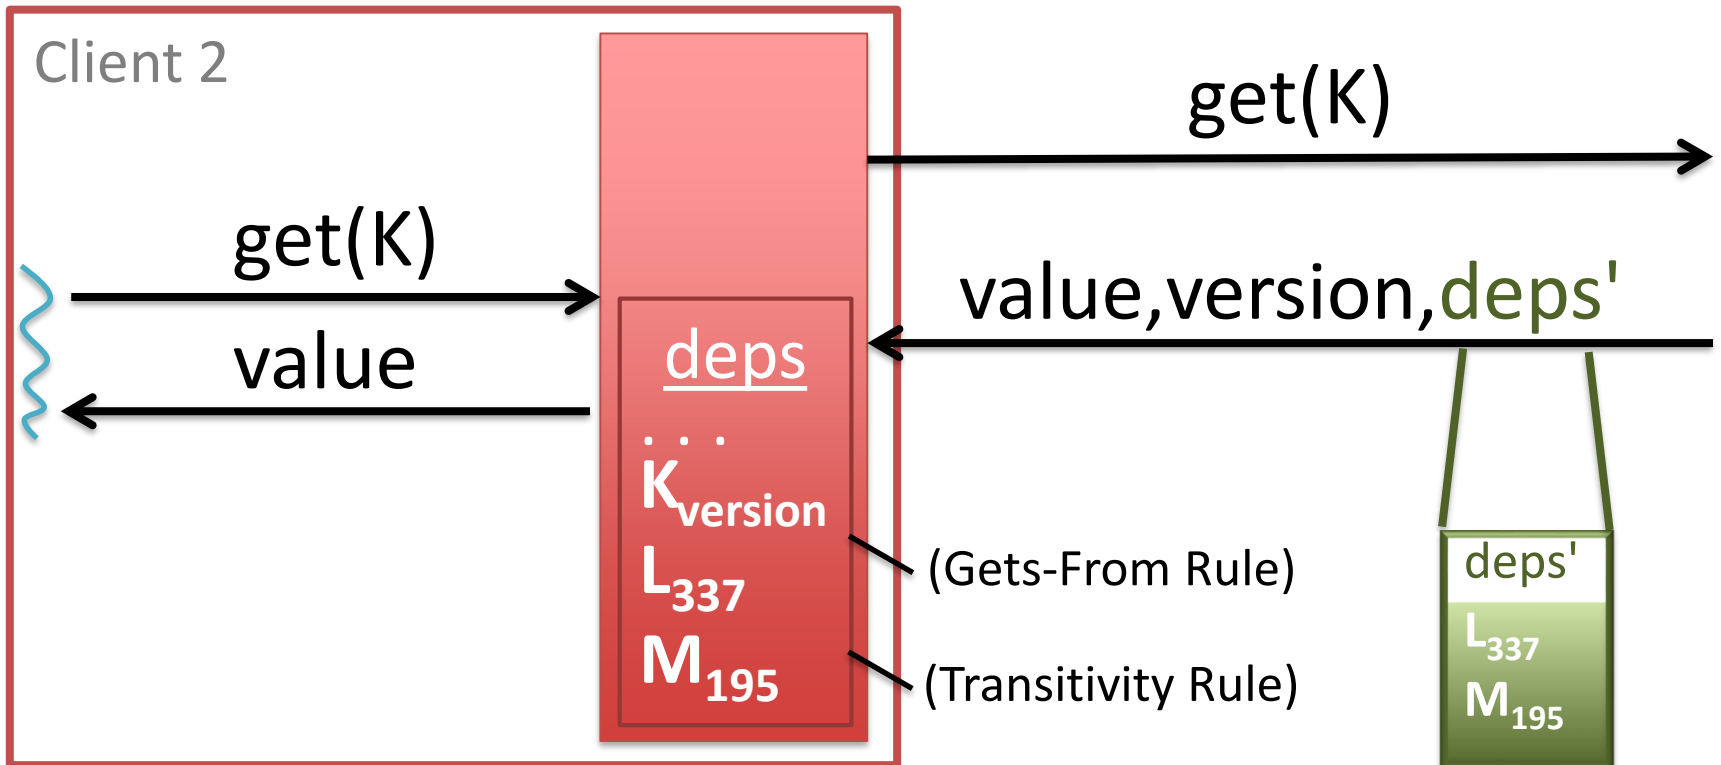 Client 2
get(K)
get(K)
value
value,version,deps'
deps
. . .
Kversion
L337
M195
(Gets-From Rule)
(Transitivity Rule)
deps'
L337
M195